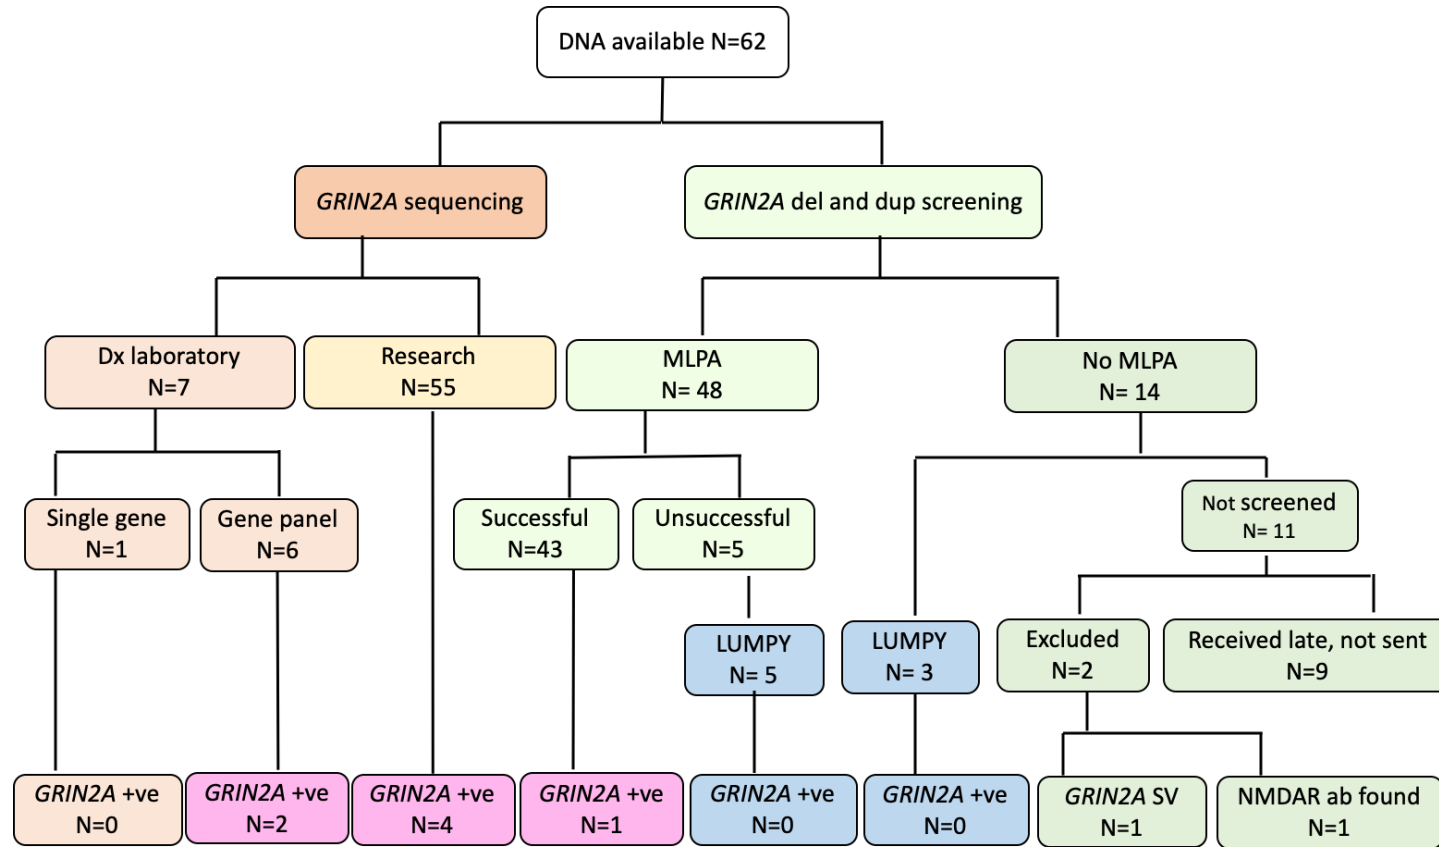 DNA available N=62
GRIN2A sequencing
GRIN2A del and dup screening
Dx laboratory
N=7
Research
N=55
MLPA
N= 48
No MLPA
N= 14
Single gene
N=1
Gene panel
N=6
Successful
N=43
Unsuccessful
N=5
Not screened
N= 11
LUMPY
N= 5
LUMPY
N= 3
Excluded
N=2
Received late, not sent
N=9
GRIN2A +ve
N=0
GRIN2A +ve
N=2
GRIN2A +ve
N=4
GRIN2A +ve
N=1
GRIN2A +ve
N=0
GRIN2A +ve
N=0
GRIN2A SV
N=1
NMDAR ab found
N=1